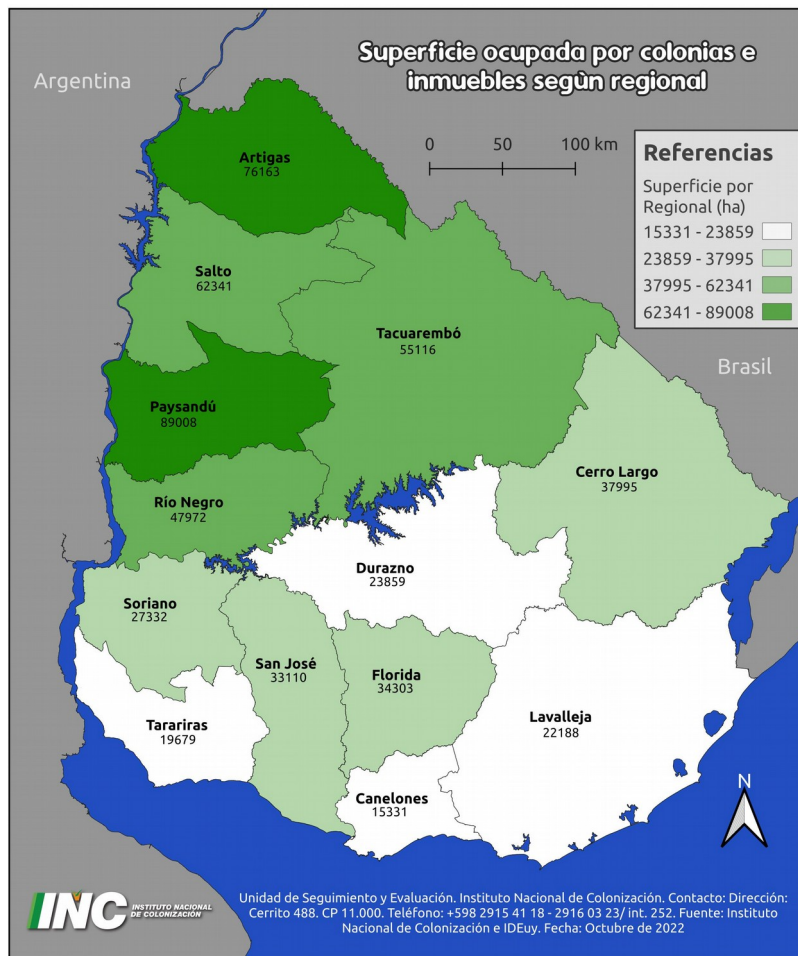 Superficie ocupada por colonias e
inmuebles segùn regional
Argentina
0 50 100 km
Referencias
Superficie por
Regional (ha)
15331 - 23859
23859 - 37995
37995 - 62341
62341 - 89008
Artigas
76163
Salto
62341
Tacuarembó
55116
Brasil
Paysandú
89008
Cerro Largo
37995
Río Negro
47972
Durazno
23859
Soriano
27332
San José
33110
Florida
34303
Lavalleja
22188
Tarariras
19679
Canelones
15331
N
INC INSTITUTO NACIONAL
DE COLONIZACIÓN
Unidad de Seguimiento y Evaluación. Instituto Nacional de Colonización. Contacto: Dirección:
Cerrito 488. CP 11.000. Teléfono: +598 2915 41 18 - 2916 03 23/ int. 252. Fuente: Instituto
Nacional de Colonización e IDEuy. Fecha: Octubre de 2022